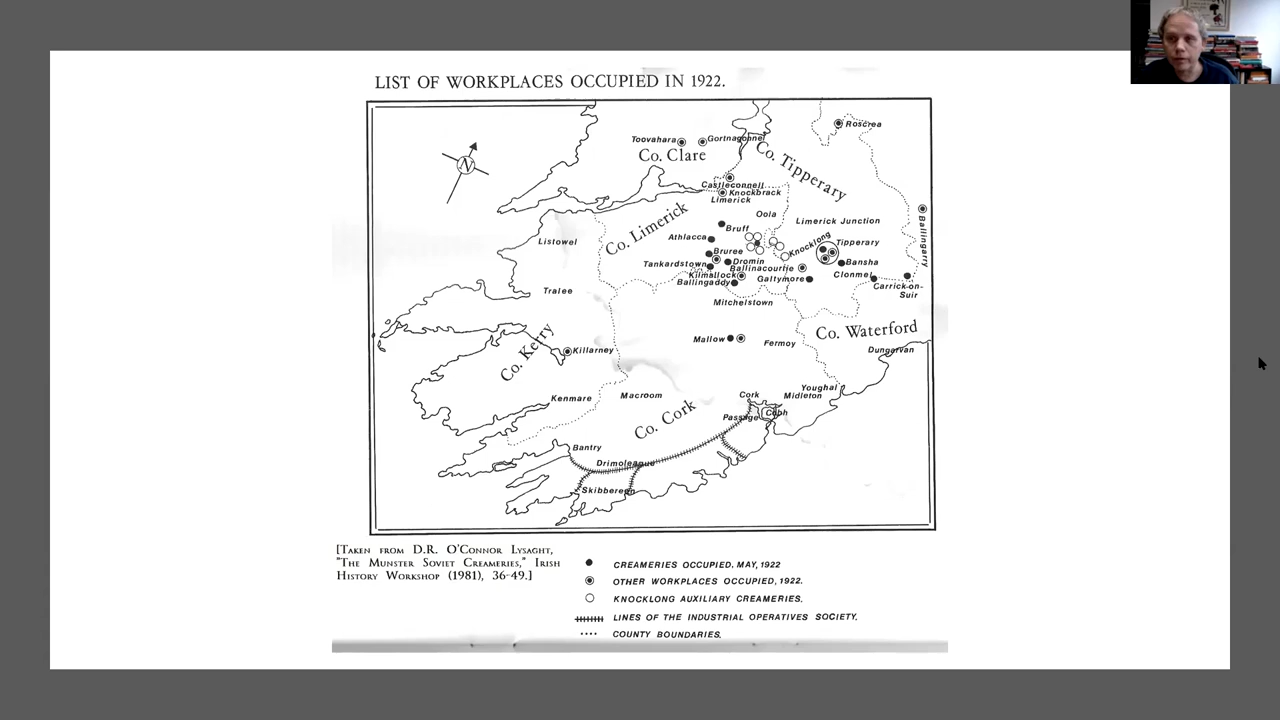 LIST OF WORKPLACES OCCUPIED IN 1922.
Roscrea
Toovahara
Gortnagonnel
Co. Clare
Co. Tipperary
N
Castleconnell
Knockbrack
Limerick
Oola
Co. Limerick
Limerick Junction
Ballingarry
Bruff
Athlacca
Listowel
Knocklong
Tipperary
Bruree
Tankardstown
Dromin
Bansha
Ballinacourtie
Kilmallock
Galtymore
Clonmel
Ballingaddy
Carrick-on-
Suir
Tralee
Mitchelstown
Co. Waterford
Mallow
Fermoy
Dungarvan
Co. Kerry
Killarney
Youghal
Kenmare
Macroom
Cork
Midleton
Co. Cork
Passage
Cobh
Bantry
Drimoleague
Skibbereen
[TAKEN FROM D.R. O'CONNOR LYSAGHT,
"THE MUNSTER SOVIET CREAMERIES," IRISH
HISTORY WORKSHOP (1981), 36-49.]
CREAMERIES OCCUPIED. MAY, 1922
OTHER WORKPLACES OCCUPIED, 1922.
KNOCKLONG AUXILIARY CREAMERIES.
LINES OF THE INDUSTRIAL OPERATIVES SOCIETY,
COUNTY BOUNDARIES.